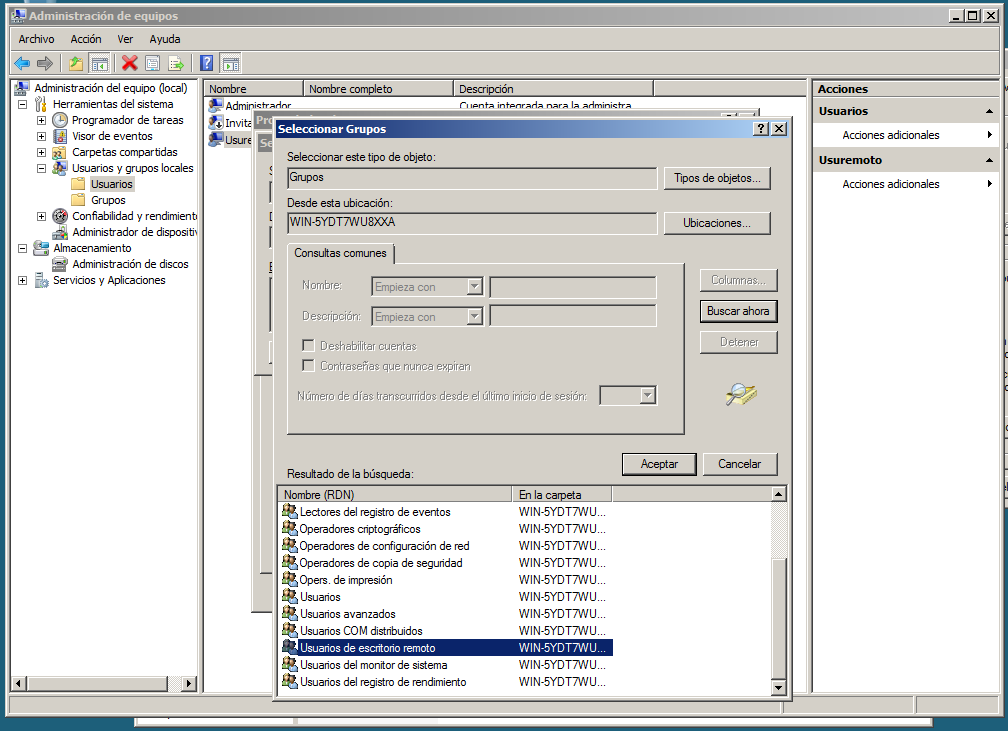 Administración de equipos
Archivo Acción Ver Ayuda
Administración del equipo (local)
Herramientas del sistema
Programador de tareas
Visor de eventos
Carpetas compartidas
Usuarios y grupos locales
Usuarios
Grupos
Confiabilidad y rendimient
Administrador de dispositiv
Almacenamiento
Administración de discos
Servicios y Aplicaciones
Nombre Nombre completo Descripción
Administrador Cuenta integrada para la administra...
Invita
Usure
Seleccionar Grupos
Seleccionar este tipo de objeto:
Grupos Tipos de objetos...
Desde esta ubicación:
WIN-5YDT7WU8XXA Ubicaciones...
Consultas comunes
Nombre: Empieza con
Descripción: Empieza con
Deshabilitar cuentas
Contraseñas que nunca expiran
Número de días transcurridos desde el último inicio de sesión:
Columnas...
Buscar ahora
Detener
Aceptar Cancelar
Resultado de la búsqueda:
Nombre (RDN) En la carpeta
Lectores del registro de eventos WIN-5YDT7WU...
Operadores criptográficos WIN-5YDT7WU...
Operadores de configuración de red WIN-5YDT7WU...
Operadores de copia de seguridad WIN-5YDT7WU...
Opers. de impresión WIN-5YDT7WU...
Usuarios WIN-5YDT7WU...
Usuarios avanzados WIN-5YDT7WU...
Usuarios COM distribuidos WIN-5YDT7WU...
Usuarios de escritorio remoto WIN-5YDT7WU...
Usuarios del monitor de sistema WIN-5YDT7WU...
Usuarios del registro de rendimiento WIN-5YDT7WU...
Acciones
Usuarios
Acciones adicionales
Usuremoto
Acciones adicionales